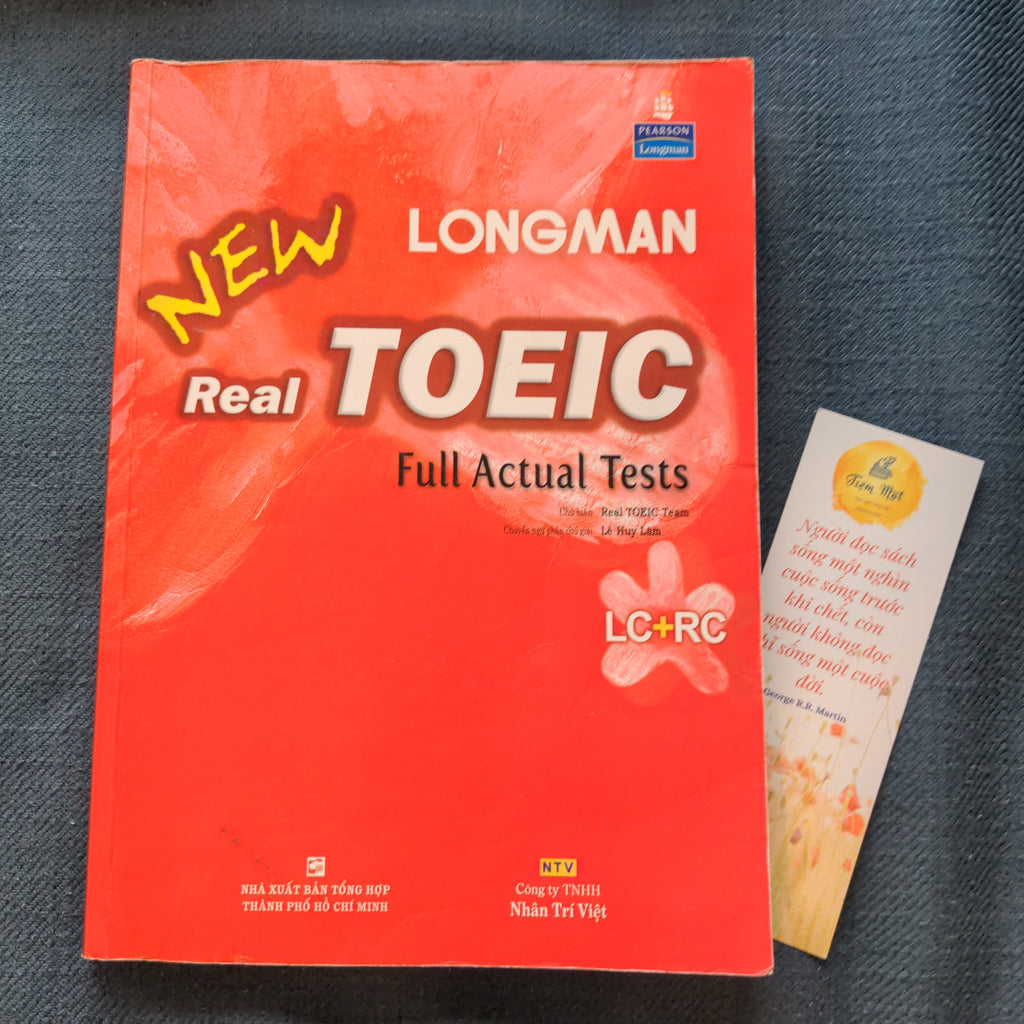 PEARSON
Longman
LONGMAN
NEW
Real TOEIC
Full Actual Tests
Chủ biên Real TOEIC Team
Chuyển ngữ phần chú giải Lê Huy Lâm
LC+RC
NHÀ XUẤT BẢN TỔNG HỢP
THÀNH PHỐ HỒ CHÍ MINH
NTV
Công ty TNHH
Nhân Trí Việt
Tiệm Mọt
Người đọc sách
sống một nghìn
cuộc sống trước
khi chết, còn
người không đọc
sống một cuộc
đời.
George R.R. Martin